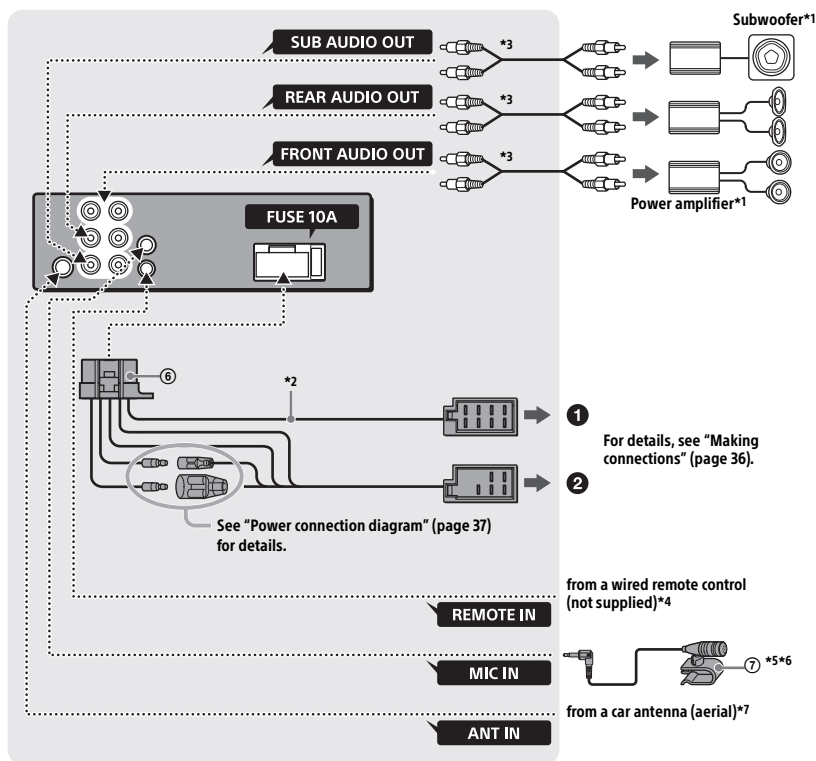 Subwoofer*1
SUB AUDIO OUT
*3
REAR AUDIO OUT
*3
FRONT AUDIO OUT
*3
Power amplifier*1
FUSE 10A
⑥
*2
❶
For details, see “Making
connections” (page 36).
❷
See “Power connection diagram” (page 37)
for details.
from a wired remote control
(not supplied)*4
REMOTE IN
⑦ *5*6
MIC IN
from a car antenna (aerial)*7
ANT IN